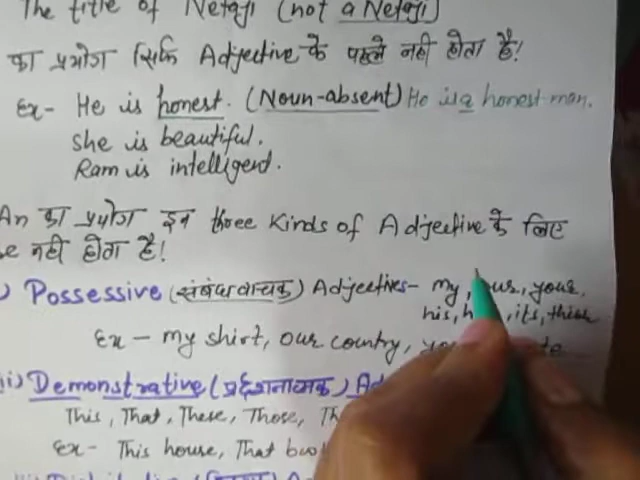 The title of Netaji (not a Netaji)
का प्रयोग सिर्फ Adjective के पहले नही होता है!
Ex- He is honest. (Noun-absent) He is a honest man.
She is beautiful.
Ram is intelligent.
An का प्रयोग इन three Kinds of Adjective के लिए
नही होता है!
Possessive (संबंधवाचक) Adjectives- my, our, your,
his, its, their
Ex - my shirt, our country,
ii) Demonstrative (प्रदेशनात्मक)
This, That, These, Those,
Ex- This house, That